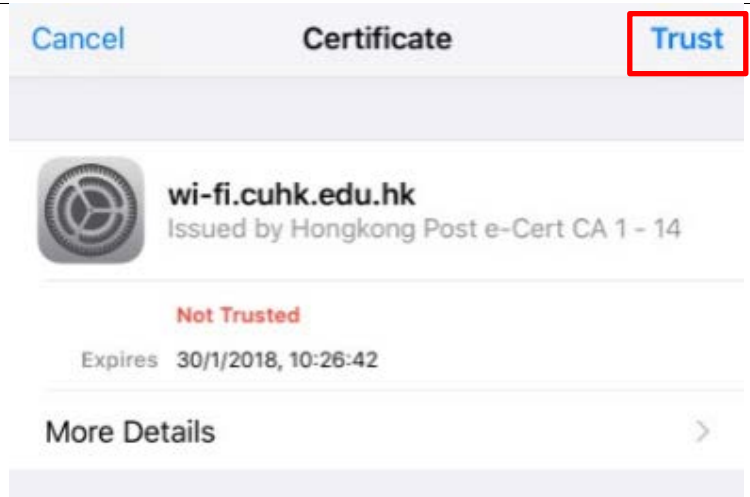 Cancel Certificate Trust
wi-fi.cuhk.edu.hk
Issued by Hongkong Post e-Cert CA 1 - 14
Not Trusted
Expires 30/1/2018, 10:26:42
More Details